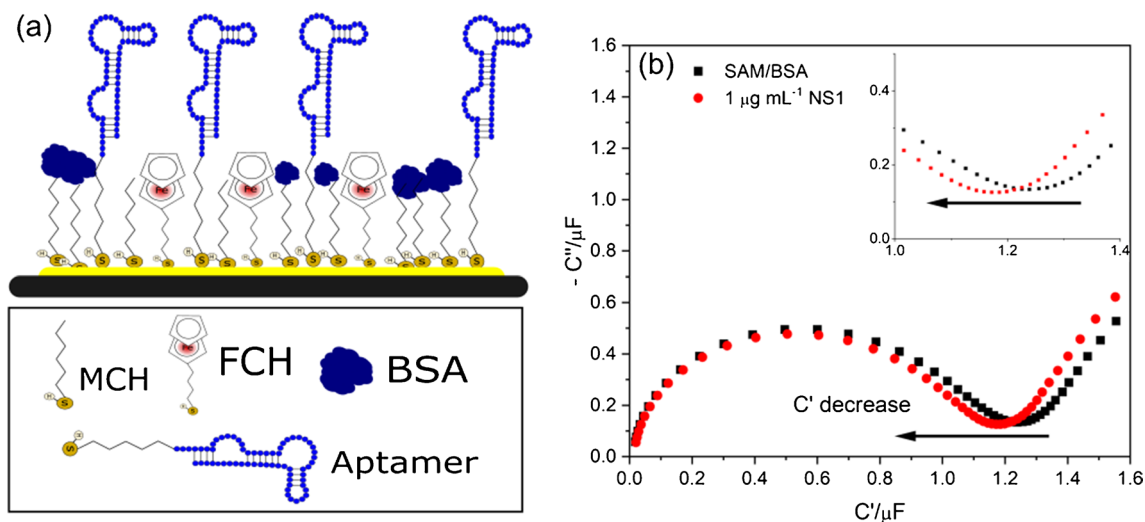 (a)
Fe
Fe
Fe
H
S
H
S
H
S
H
S
H
S
H
S
H
S
H
S
H
S
MCH
H
S
Fe
FCH
H
S
BSA
H
S
Aptamer
(b)
SAM/BSA
1 μg mL⁻¹ NS1
1.6
1.4
1.2
1.0
0.8
0.6
0.4
0.2
0.0
- C''/μF
0.4
0.2
0.0
1.0
1.2
1.4
C' decrease
0.0
0.2
0.4
0.6
0.8
1.0
1.2
1.4
1.6
C'/μF